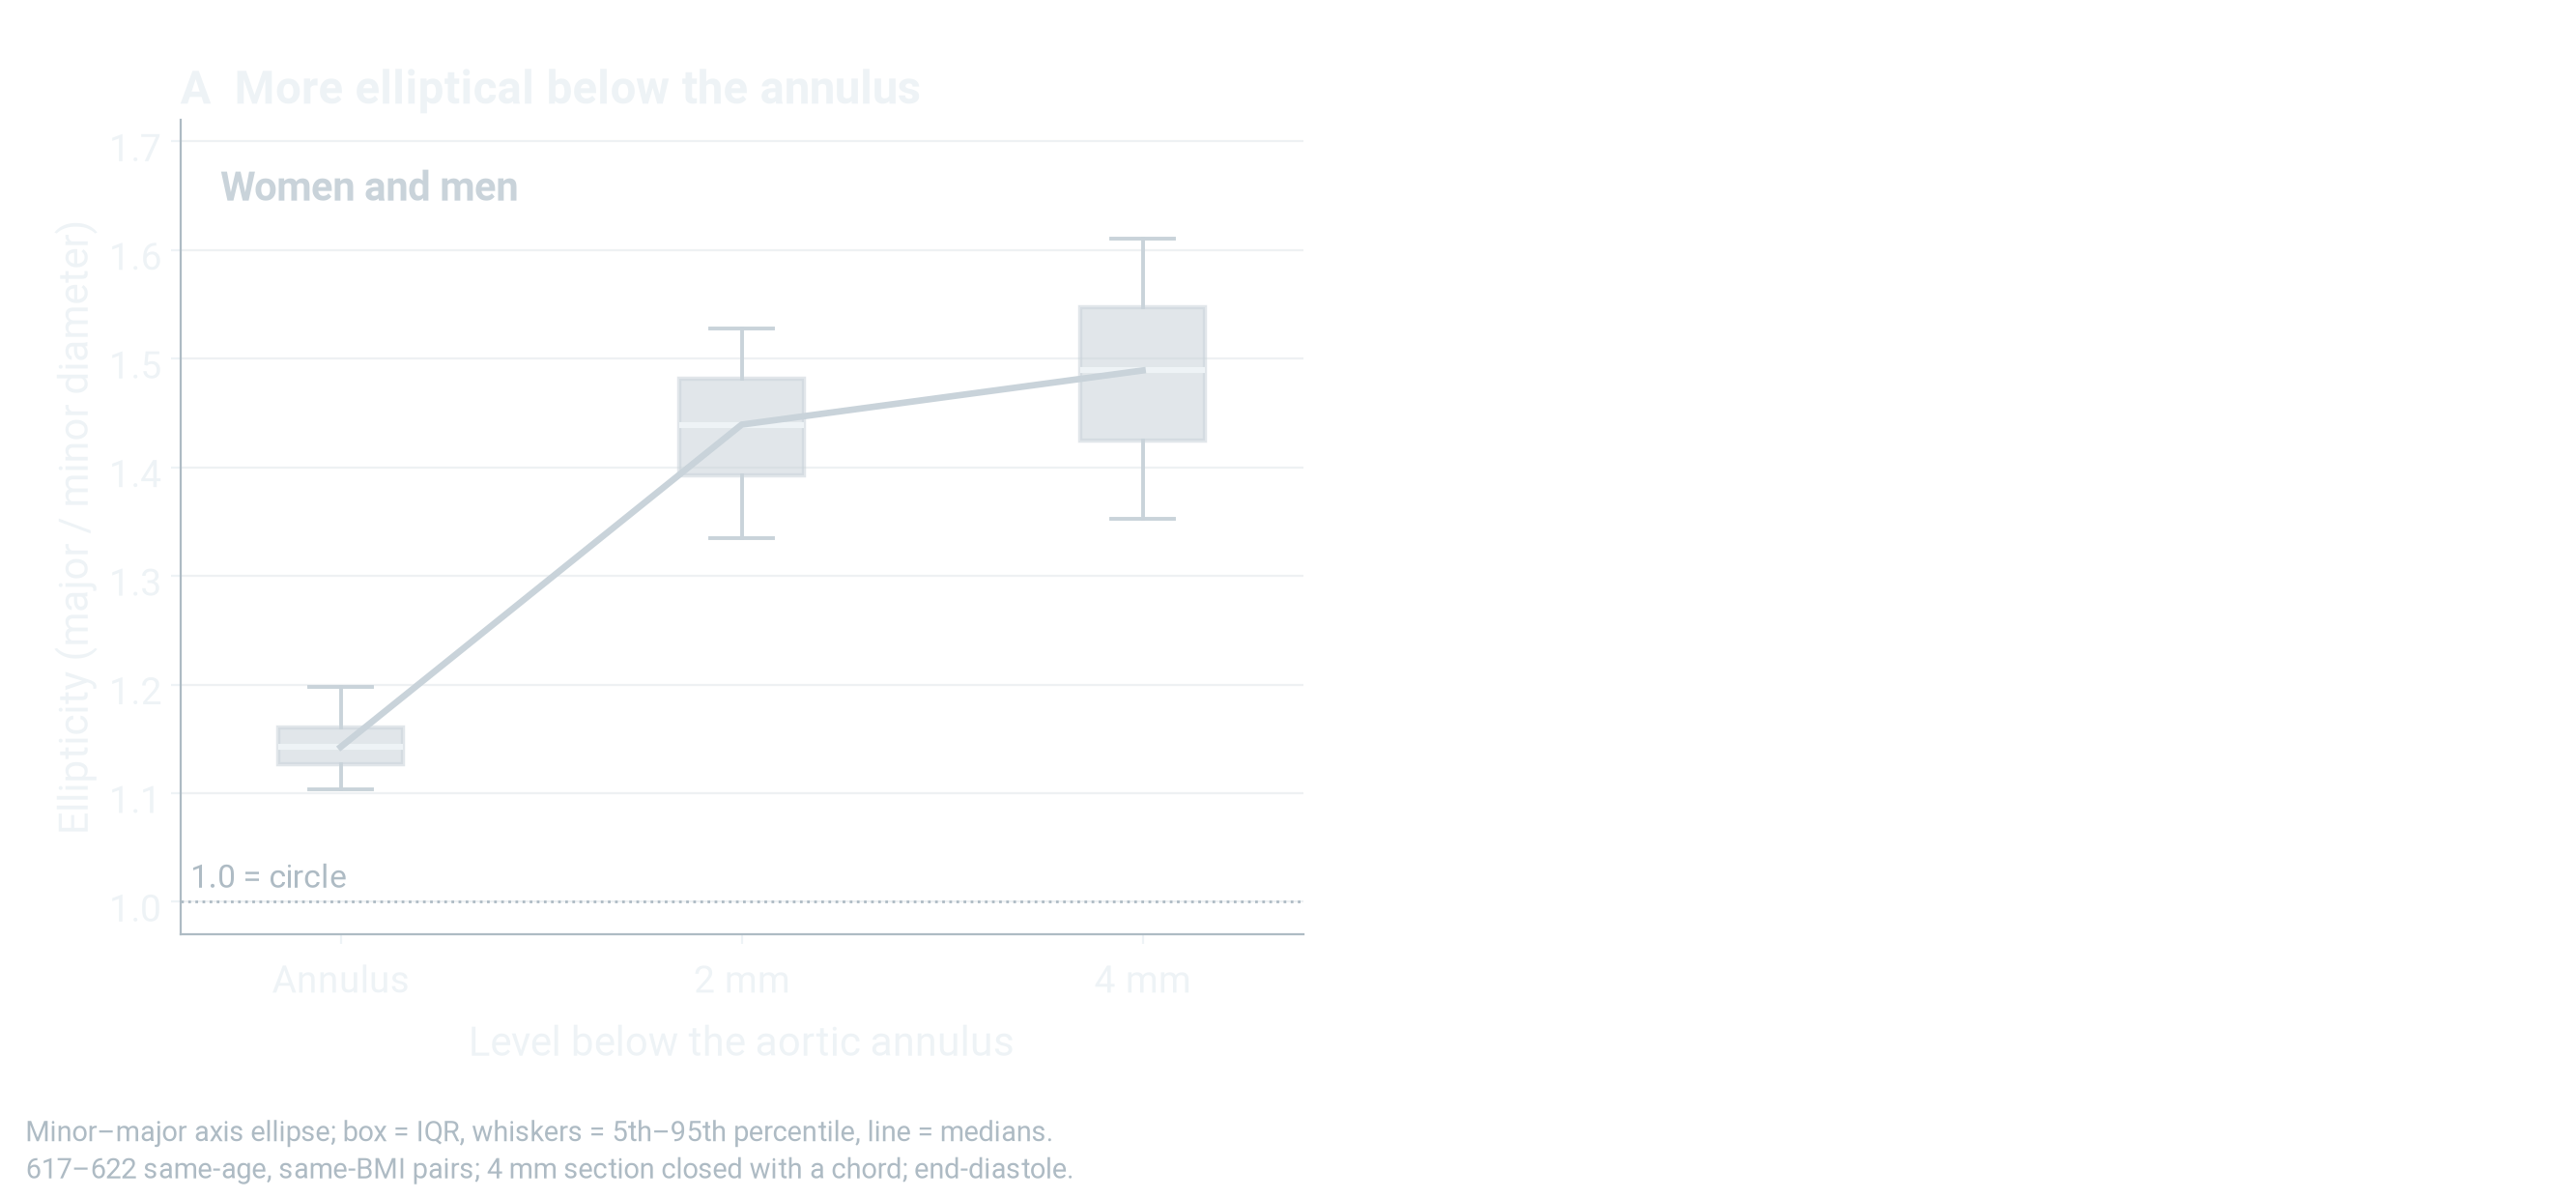 A More elliptical below the annulus
1.7
Women and men
1.6
1.5
1.4
1.3
1.2
1.1
1.0 = circle
1.0
Ellipticity (major / minor diameter)
Annulus 2 mm 4 mm
Level below the aortic annulus
Minor–major axis ellipse; box = IQR, whiskers = 5th–95th percentile, line = medians.
617–622 same-age, same-BMI pairs; 4 mm section closed with a chord; end-diastole.